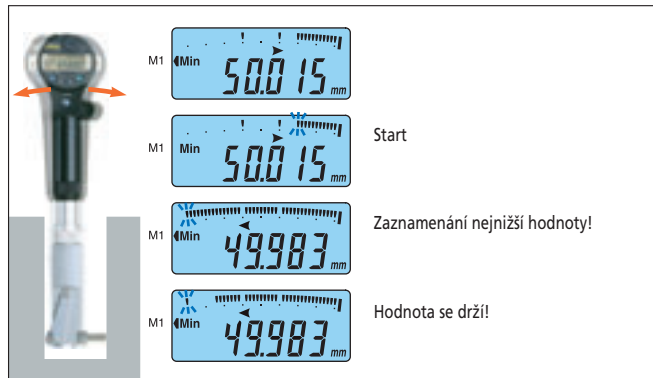 M1 Min 50.015 mm
M1 Min 50.015 mm
Start
M1 Min 49.983 mm
Zaznamenání nejnižší hodnoty!
M1 Min 49.983 mm
Hodnota se drží!